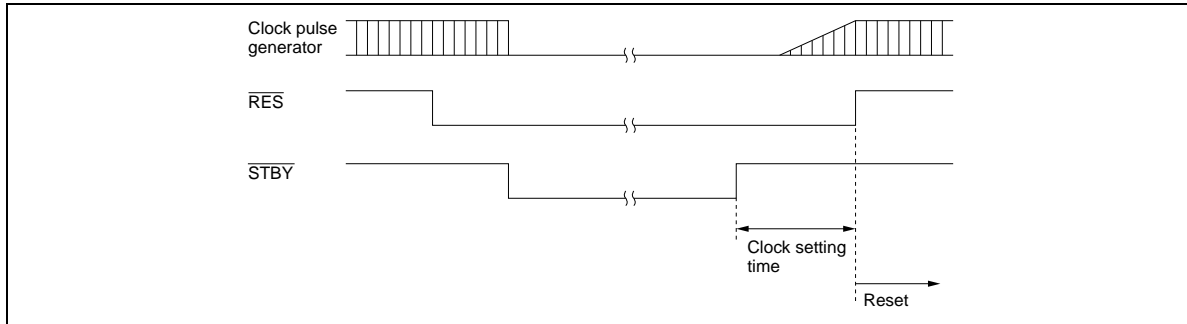 Clock pulse
generator
RES
STBY
Clock setting
time
Reset